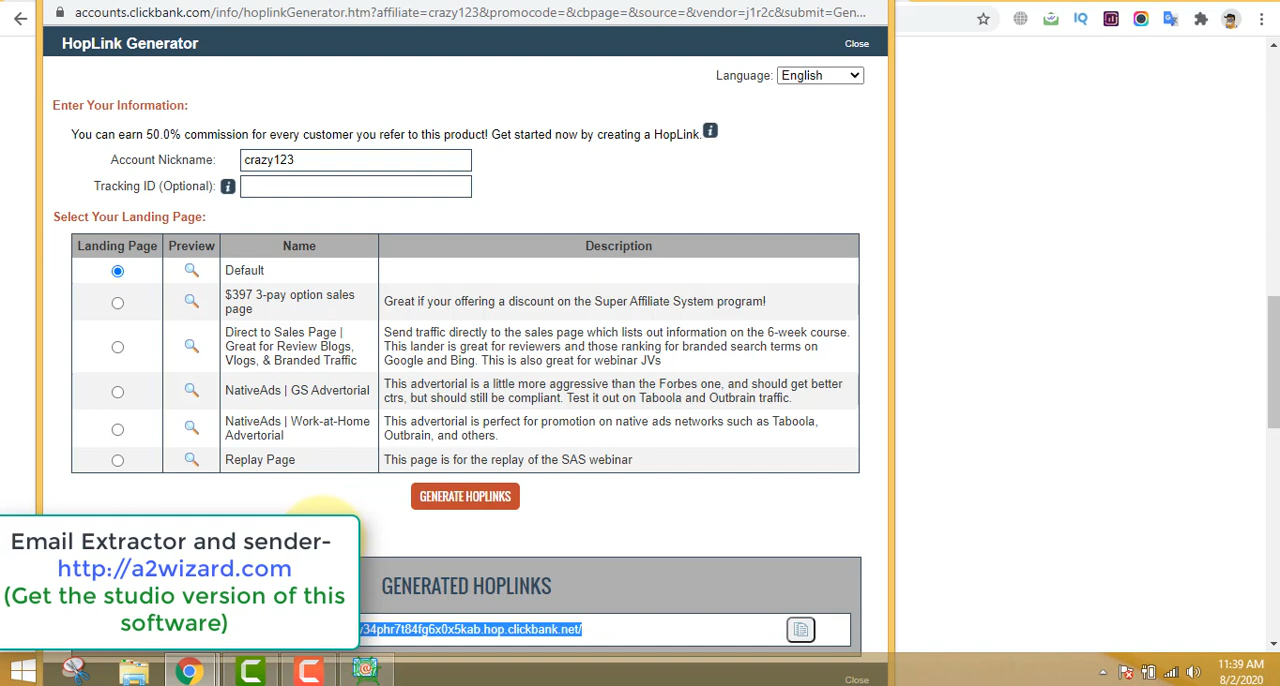 accounts.clickbank.com/info/hoplinkGenerator.htm?affiliate=crazy123&promocode=&cbpage=&source=&vendor=j1r2c&submit=Gen...
HopLink Generator
Close
Language:
English
Enter Your Information:
You can earn 50.0% commission for every customer you refer to this product! Get started now by creating a HopLink.
Account Nickname:
crazy123
Tracking ID (Optional):
Select Your Landing Page:
Landing Page Preview Name Description
Default
$397 3-pay option sales
page
Great if your offering a discount on the Super Affiliate System program!
Direct to Sales Page |
Great for Review Blogs,
Vlogs, & Branded Traffic
Send traffic directly to the sales page which lists out information on the 6-week course.
This lander is great for reviewers and those ranking for branded search terms on
Google and Bing. This is also great for webinar JVs
NativeAds | GS Advertorial
This advertorial is a little more aggressive than the Forbes one, and should get better
ctrs, but should still be compliant. Test it out on Taboola and Outbrain traffic.
NativeAds | Work-at-Home
Advertorial
This advertorial is perfect for promotion on native ads networks such as Taboola,
Outbrain, and others.
Replay Page
This page is for the replay of the SAS webinar
GENERATE HOPLINKS
GENERATED HOPLINKS
34phr7t84fg6x0x5kab.hop.clickbank.net/
Email Extractor and sender-
http://a2wizard.com
(Get the studio version of this
software)
Close
11:39 AM
8/2/2020